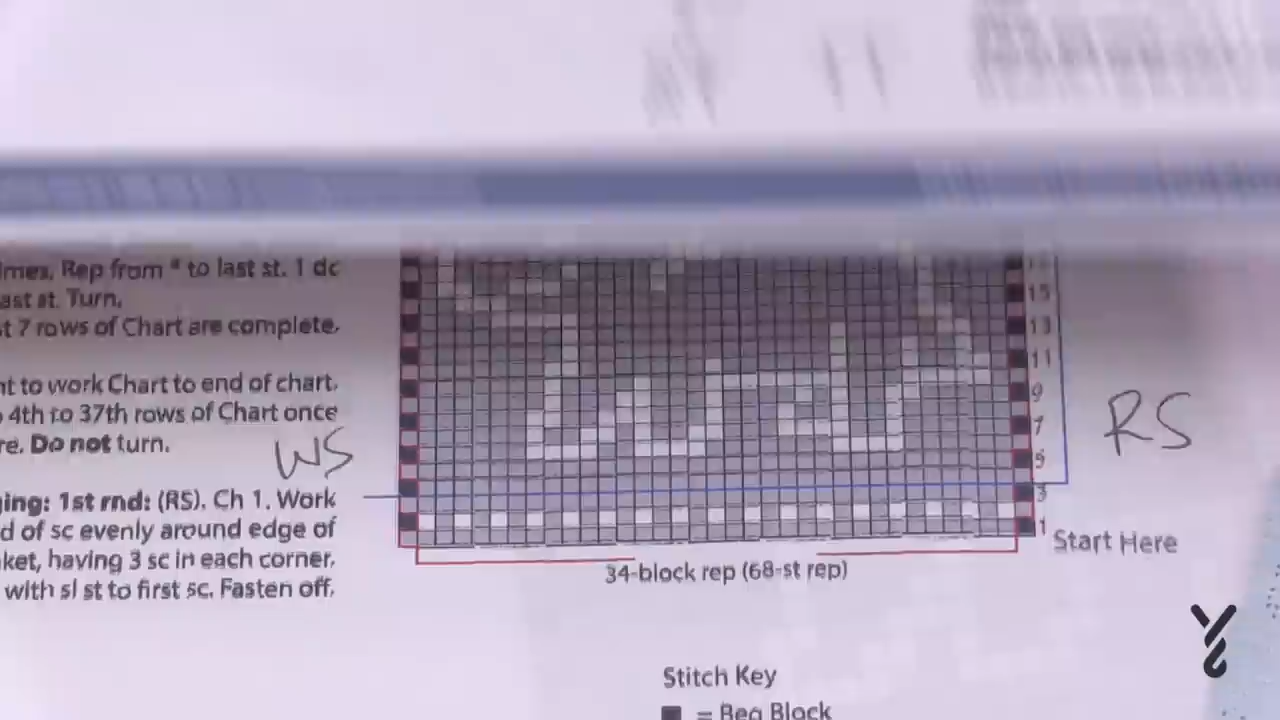 imes, Rep from * to last st. 1 dc
ast st. Turn.
t 7 rows of Chart are complete.
nt to work Chart to end of chart.
4th to 37th rows of Chart once
re. Do not turn.
WS
ging: 1st rnd: (RS). Ch 1. Work
d of sc evenly around edge of
ket, having 3 sc in each corner.
with sl st to first sc. Fasten off.
15
13
11
9
7
5
3
1
RS
Start Here
34-block rep (68-st rep)
Stitch Key
= Beg Block